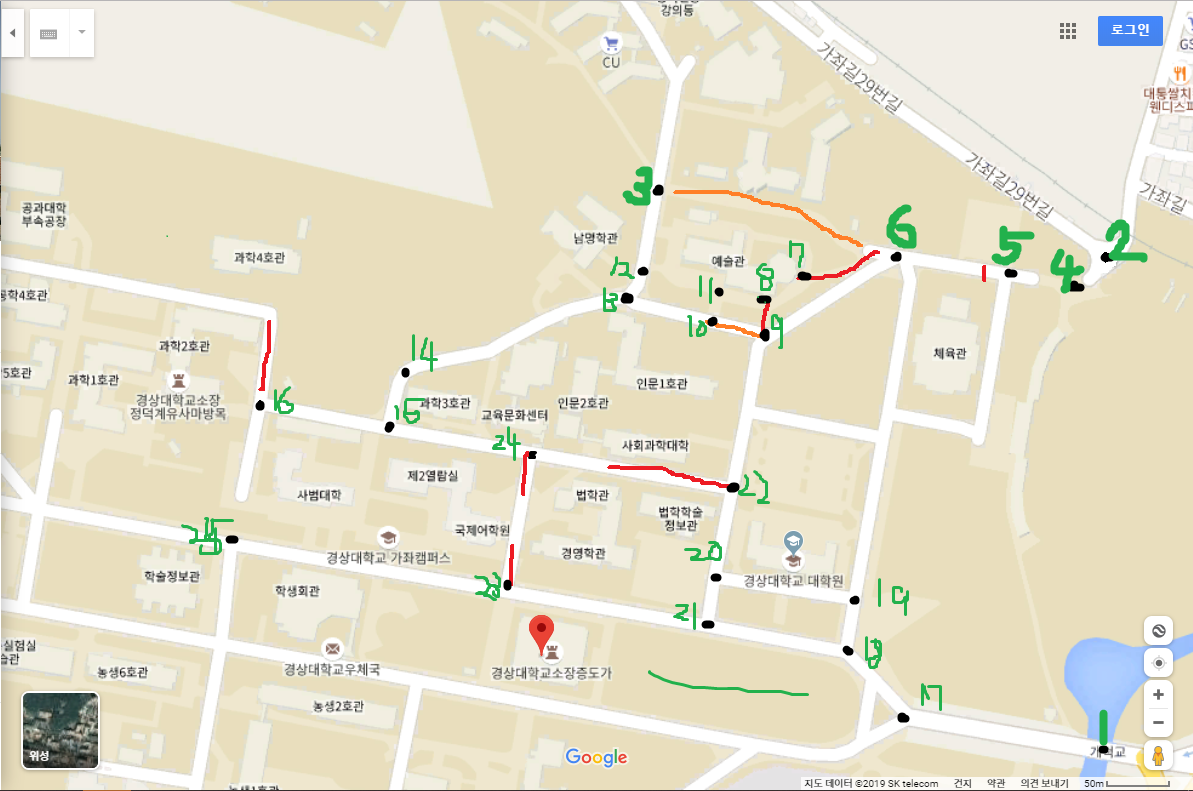 강의동
CU
로그인
GS
가좌길29번길
대통쌀치
웬디스피
가좌길29번길
가좌길
3
공과대학
부속공장
6
2
남명학관
5
과학4호관
예술관
7
4
12
8
11
공학4호관
13
10
9
과학2호관
14
체육관
5호관
과학1호관
인문1호관
경상대학교소장
정덕계유사마방목
16
과학3호관
15
인문2호관
교육문화센터
24
사회과학대학
제2열람실
사범대학
법학관
23
법학학술
정보관
국제어학원
25
20
경상대학교 가좌캠퍼스
경영학관
경상대학교 대학원
학술정보관
학생회관
22
19
21
실험실
습관
18
농생6호관
경상대학교우체국
경상대학교소장증도가
17
농생2호관
1
위성
Google
개척교
농생1호관
지도 데이터 ©2019 SK telecom
건지
약관
의견 보내기
50m